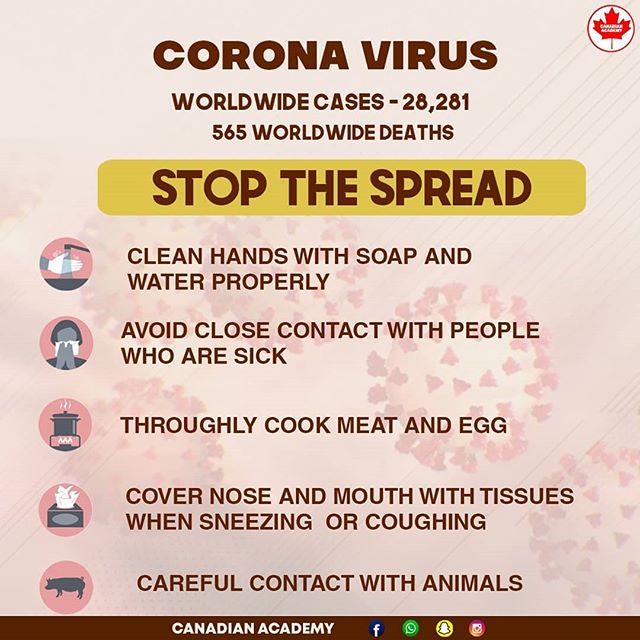 CANADIAN
ACADEMY
CORONA VIRUS
WORLDWIDE CASES - 28,281
565 WORLDWIDE DEATHS
STOP THE SPREAD
CLEAN HANDS WITH SOAP AND
WATER PROPERLY
AVOID CLOSE CONTACT WITH PEOPLE
WHO ARE SICK
THROUGHLY COOK MEAT AND EGG
COVER NOSE AND MOUTH WITH TISSUES
WHEN SNEEZING OR COUGHING
CAREFUL CONTACT WITH ANIMALS
CANADIAN ACADEMY